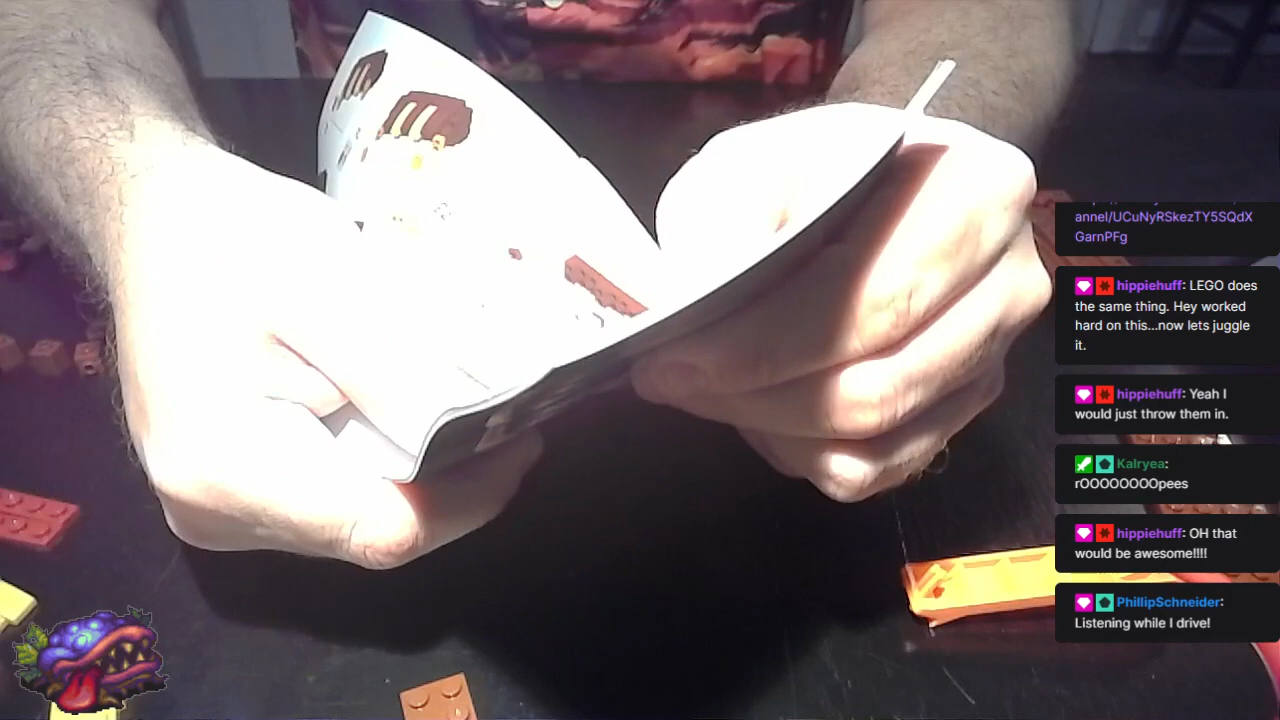 annel/UCuNyRSkezTY5SQdX
GarnPFg
hippiehuff: LEGO does
the same thing. Hey worked
hard on this...now lets juggle
it.
hippiehuff: Yeah I
would just throw them in.
Kalryea:
rOOOOOOOOpees
hippiehuff: OH that
would be awesome!!!!
PhillipSchneider:
Listening while I drive!